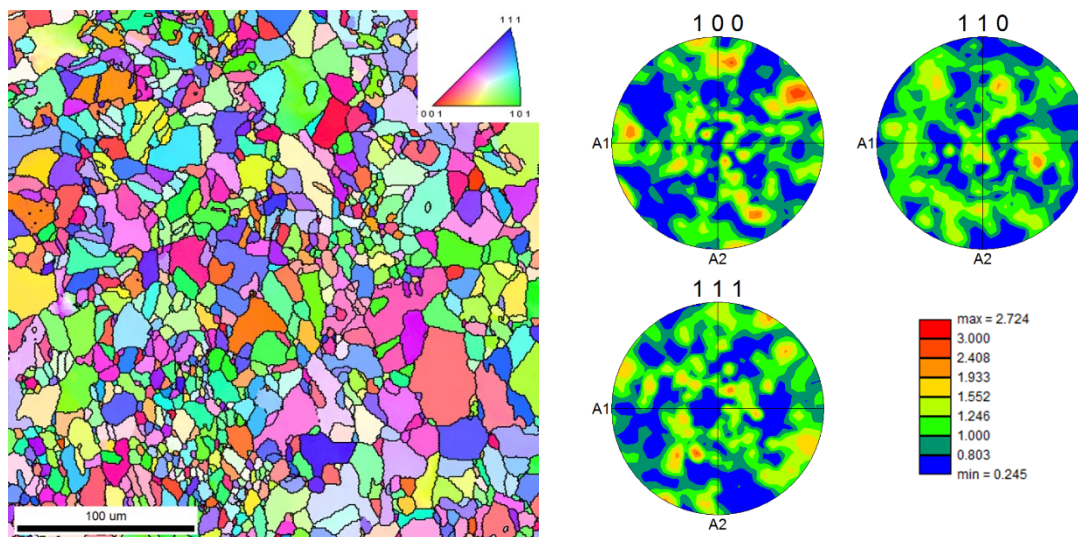 1 1 1
0 0 1
1 0 1
100 um
1 0 0
A1
A2
1 1 0
A1
A2
1 1 1
A1
A2
max = 2.724
3.000
2.408
1.933
1.552
1.246
1.000
0.803
min = 0.245